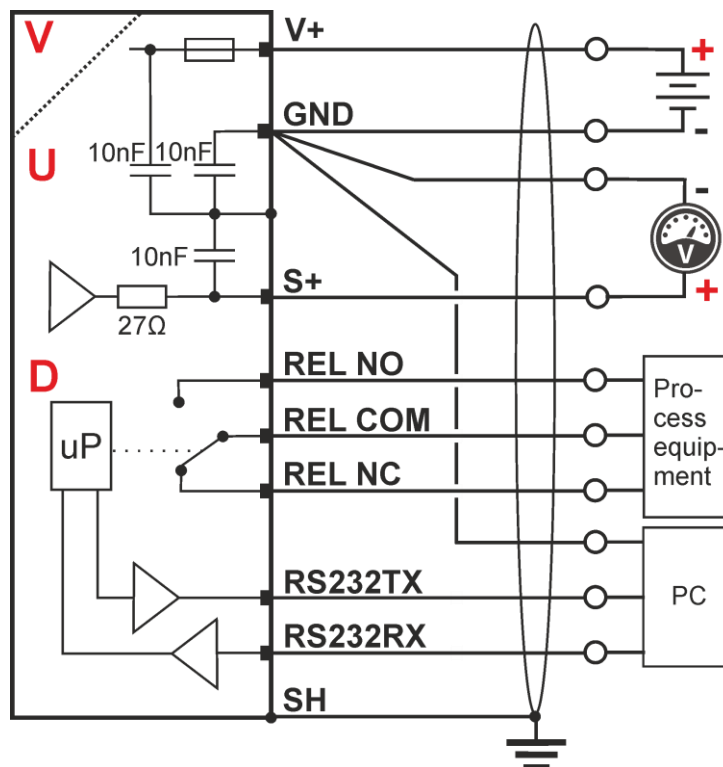 V
V+
+
GND
-
U
10nF
10nF
-
V
10nF
+
S+
27Ω
D
REL NO
Pro-
cess
equip-
ment
REL COM
uP
REL NC
RS232TX
PC
RS232RX
SH